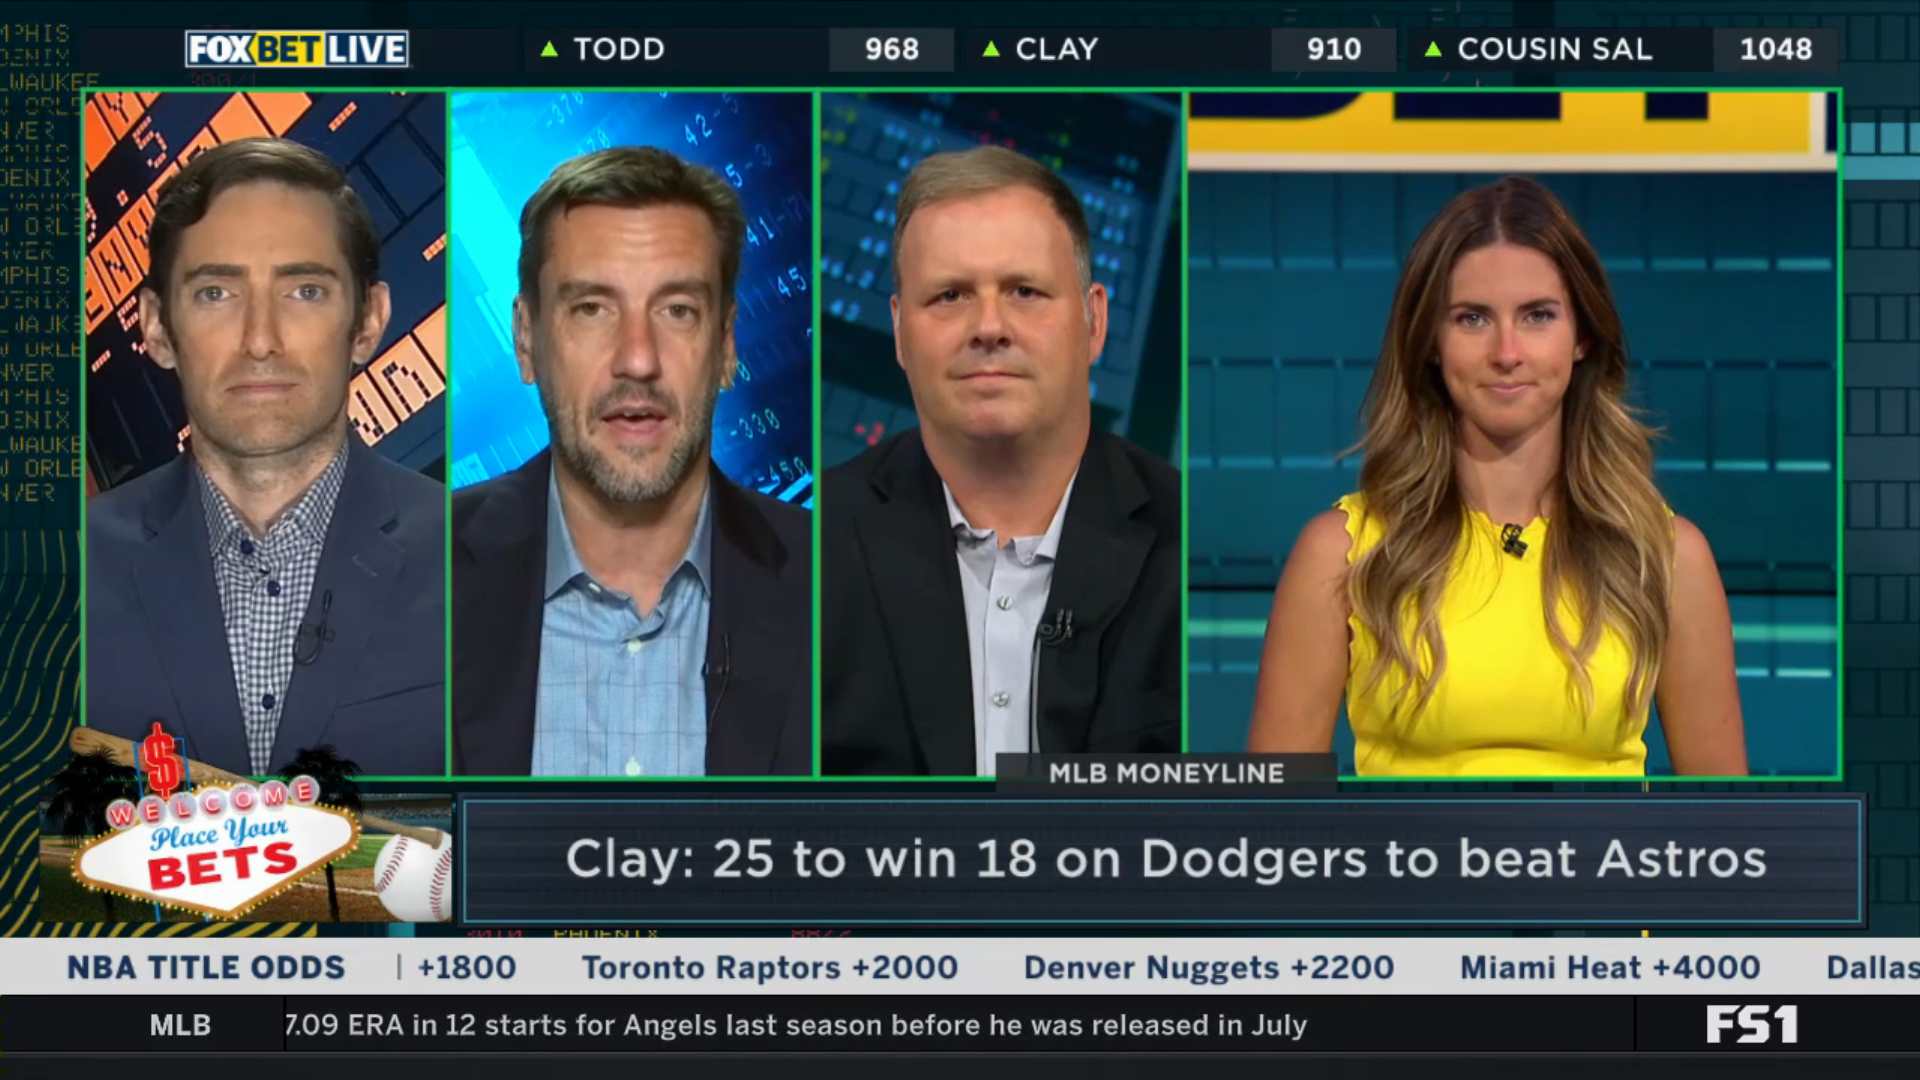 FOX BET LIVE
▲ TODD 968
▲ CLAY 910
▲ COUSIN SAL 1048
MLB MONEYLINE
$
WELCOME
Place Your
BETS
Clay: 25 to win 18 on Dodgers to beat Astros
NBA TITLE ODDS | +1800 Toronto Raptors +2000 Denver Nuggets +2200 Miami Heat +4000 Dallas
MLB 7.09 ERA in 12 starts for Angels last season before he was released in July
FS1